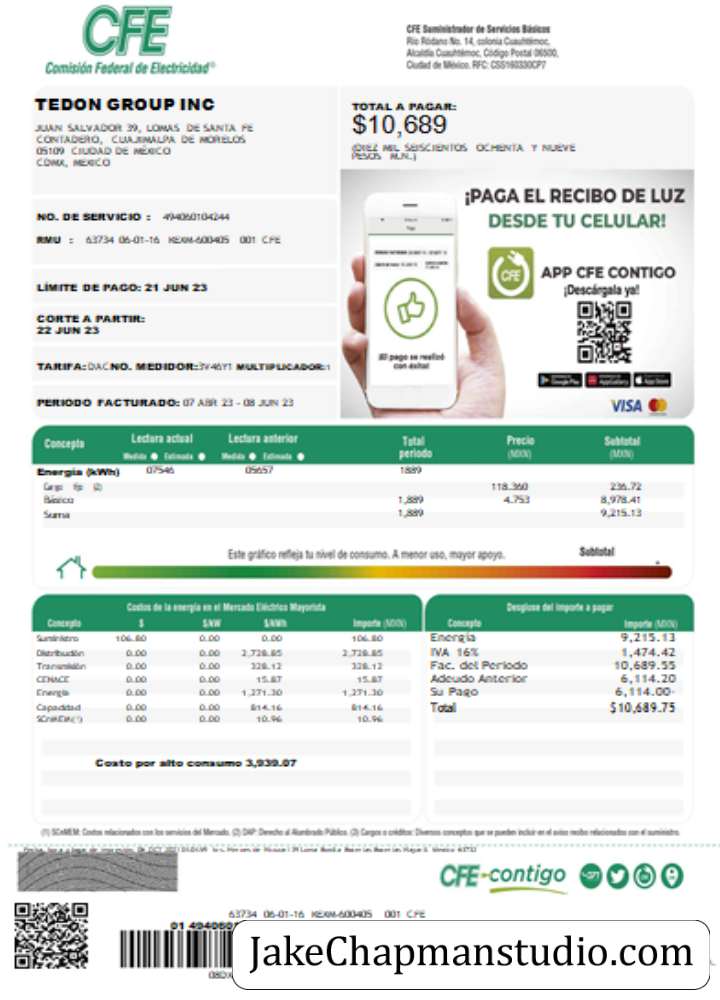 CFE
Comisión Federal de Electricidad®
CFE Suministrador de Servicios Básicos
Río Ródano No. 14, colonia Cuauhtémoc,
Alcaldía Cuauhtémoc, Código Postal 06500,
Ciudad de México. RFC: CSS160330CP7
TEDON GROUP INC
JUAN SALVADOR 39, LOMAS DE SANTA FE
CONTADERO, CUAJIMALPA DE MORELOS
05109 CIUDAD DE MÉXICO
CDMX, MEXICO
TOTAL A PAGAR:
$10,689
(DIEZ MIL SEISCIENTOS OCHENTA Y NUEVE
PESOS M.N.)
NO. DE SERVICIO : 494060104244
RMU : 63734 06-01-16 KEXM-600405 001 CFE
LÍMITE DE PAGO: 21 JUN 23
CORTE A PARTIR:
22 JUN 23
TARIFA: DAC NO. MEDIDOR: 3V46Y1 MULTIPLICADOR: 1
PERIODO FACTURADO: 07 ABR 23 - 08 JUN 23
¡PAGA EL RECIBO DE LUZ
DESDE TU CELULAR!
CFE
APP CFE CONTIGO
¡Descárgala ya!
¡El pago se realizó
con éxito!
Google Play AppGallery App Store
VISA
Concepto Lectura actual Lectura anterior Total periodo Precio (MXN) Subtotal (MXN)
Medida Estimada Medida Estimada
Energía (kWh) 07546 05657 1889
Cargo fijo (2) 118.360 236.72
Básico 1,889 4.753 8,978.41
Suma 1,889 9,215.13
Este gráfico refleja tu nivel de consumo. A menor uso, mayor apoyo.
Subtotal
Costos de la energía en el Mercado Eléctrico Mayorista
Concepto $ $/kW $/kWh Importe (MXN)
Suministro 106.80 0.00 0.00 106.80
Distribución 0.00 0.00 2,728.85 2,728.85
Transmisión 0.00 0.00 328.12 328.12
CENACE 0.00 0.00 15.87 15.87
Energía 0.00 0.00 1,271.30 1,271.30
Capacidad 0.00 0.00 814.16 814.16
SCnMEM(1) 0.00 0.00 10.96 10.96
Costo por alto consumo 3,939.07
Desglose del importe a pagar
Concepto Importe (MXN)
Energía 9,215.13
IVA 16% 1,474.42
Fac. del Periodo 10,689.55
Adeudo Anterior 6,114.20
Su Pago 6,114.00-
Total $10,689.75
(1) SCnMEM: Costos relacionados con los servicios del Mercado. (2) DAP: Derecho al Alumbrado Público. (3) Cargos o créditos: Diversos conceptos que se pueden incluir en el aviso recibo relacionados con el suministro.
CFE-contigo
63734 06-01-16 KEXM-600405 001 CFE
01 49406
JakeChapmanstudio.com